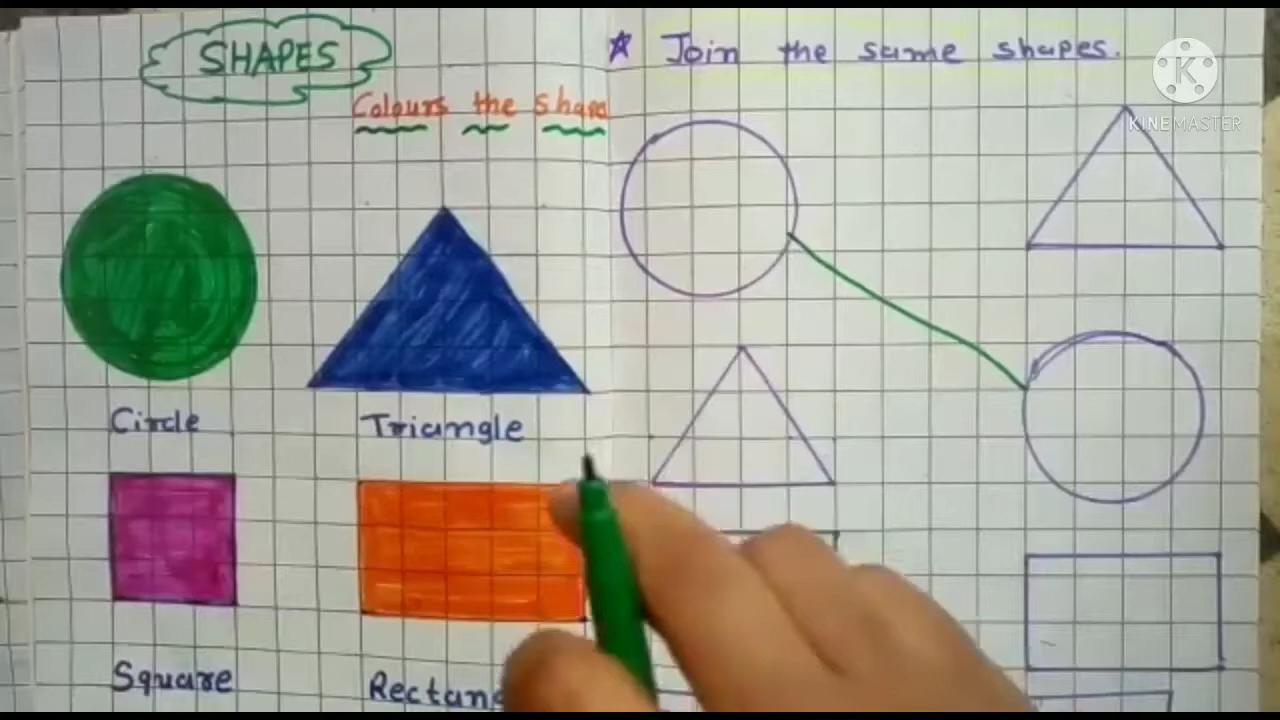 SHAPES
Colours the shape
Circle
Triangle
Square
★ Join the same shapes.
K
KINEMASTER